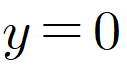 y = 0